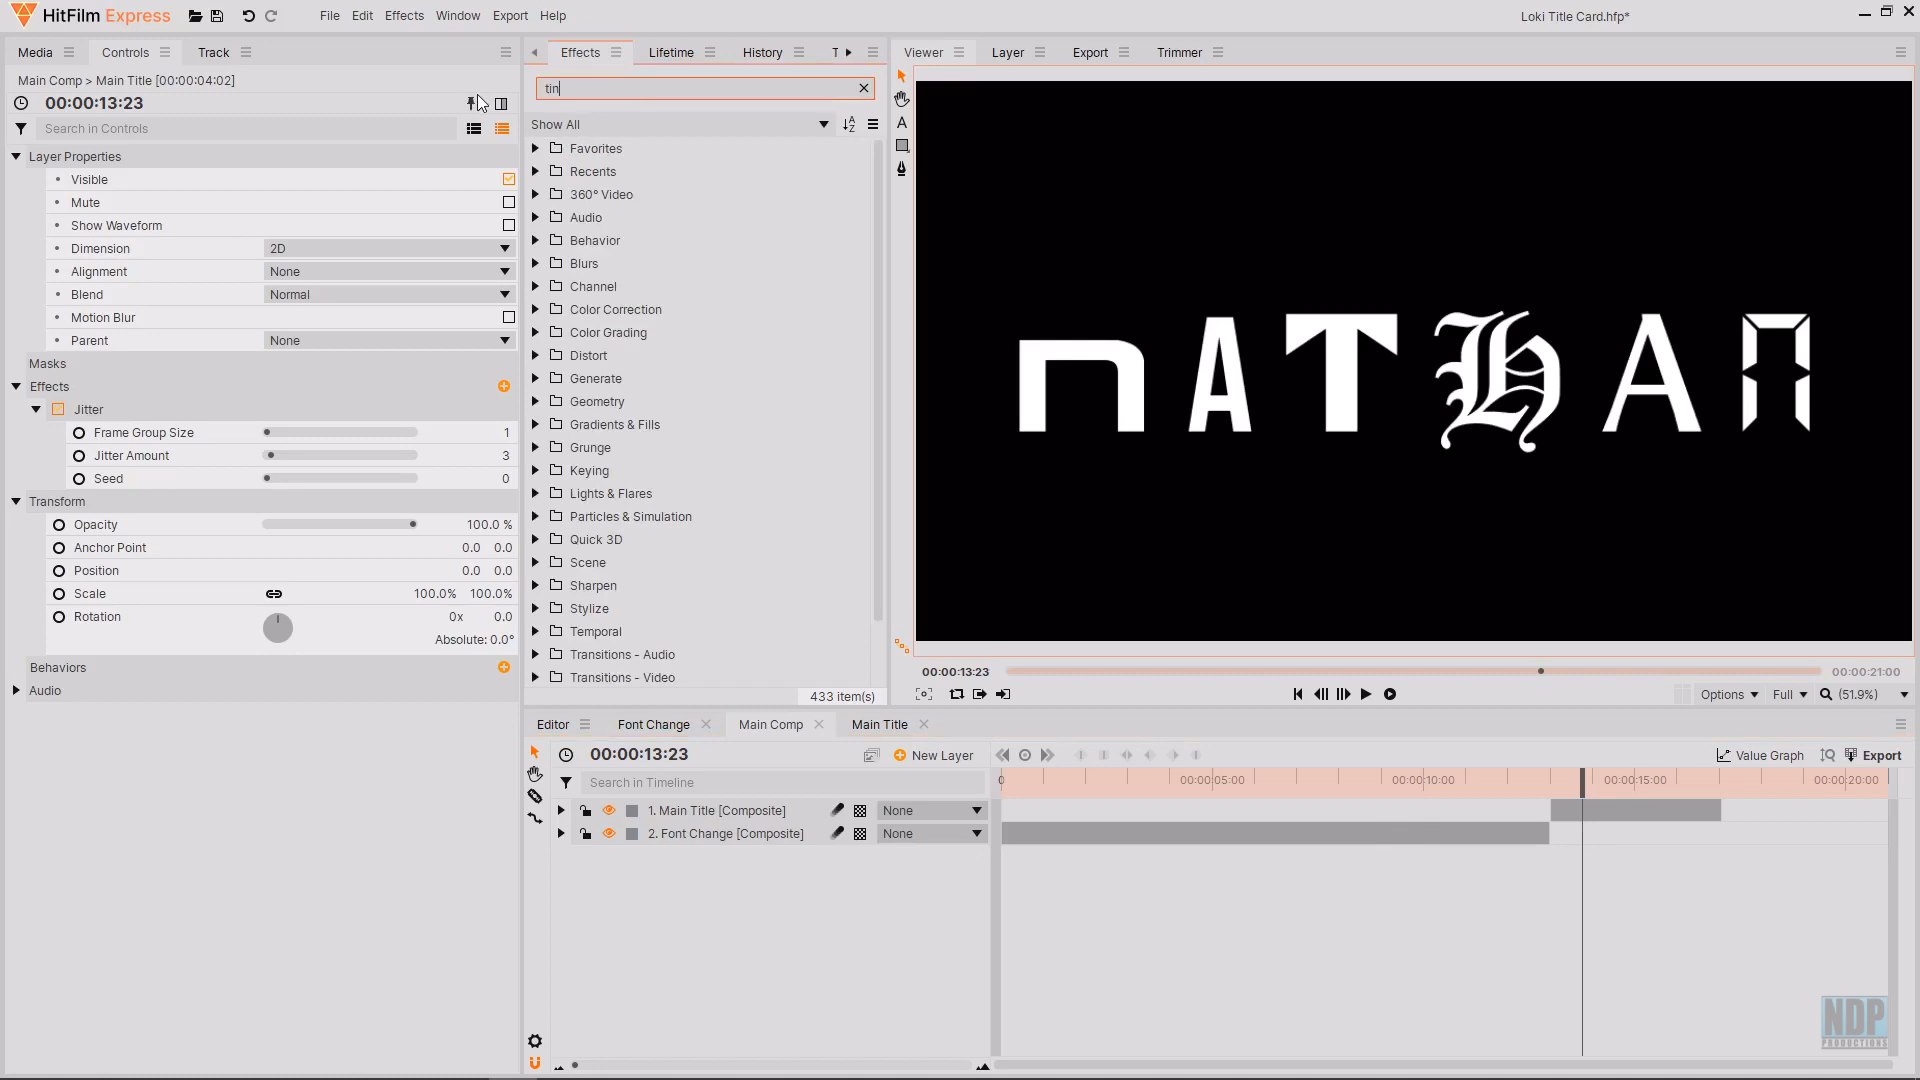 HitFilm Express
File Edit Effects Window Export Help
Loki Title Card.hfp*
Media Controls Track
Main Comp > Main Title [00:00:04:02]
00:00:13:23
Search in Controls
Layer Properties
Visible
Mute
Show Waveform
Dimension 2D
Alignment None
Blend Normal
Motion Blur
Parent None
Masks
Effects
Jitter
Frame Group Size 1
Jitter Amount 3
Seed 0
Transform
Opacity 100.0 %
Anchor Point 0.0 0.0
Position 0.0 0.0
Scale 100.0% 100.0%
Rotation 0x 0.0
Absolute: 0.0°
Behaviors
Audio
Effects Lifetime History T
tin
Show All
Favorites
Recents
360° Video
Audio
Behavior
Blurs
Channel
Color Correction
Color Grading
Distort
Generate
Geometry
Gradients & Fills
Grunge
Keying
Lights & Flares
Particles & Simulation
Quick 3D
Scene
Sharpen
Stylize
Temporal
Transitions - Audio
Transitions - Video
433 item(s)
Viewer Layer Export Trimmer
A
nATHAn
00:00:13:23 00:00:21:00
Options Full (51.9%)
Editor Font Change Main Comp Main Title
00:00:13:23 New Layer Value Graph Export
Search in Timeline
0 00:00:05:00 00:00:10:00 00:00:15:00 00:00:20:00
1. Main Title [Composite] None
2. Font Change [Composite] None
NDP
PRODUCTIONS